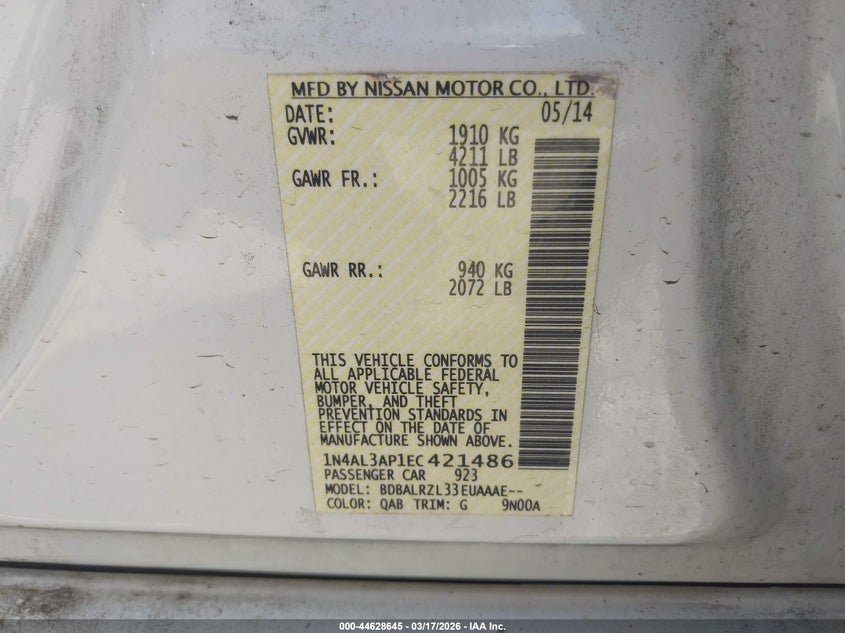 MFD BY NISSAN MOTOR CO., LTD.
DATE: 05/14
GVWR: 1910 KG
4211 LB
GAWR FR.: 1005 KG
2216 LB
GAWR RR.: 940 KG
2072 LB
THIS VEHICLE CONFORMS TO
ALL APPLICABLE FEDERAL
MOTOR VEHICLE SAFETY,
BUMPER, AND THEFT
PREVENTION STANDARDS IN
EFFECT ON THE DATE OF
MANUFACTURE SHOWN ABOVE.
1N4AL3AP1EC421486
PASSENGER CAR 923
MODEL: BDBALRZL33EUAAAE--
COLOR: QAB TRIM: G 9N00A
000-44628645 — 03/17/2026 — IAA Inc.